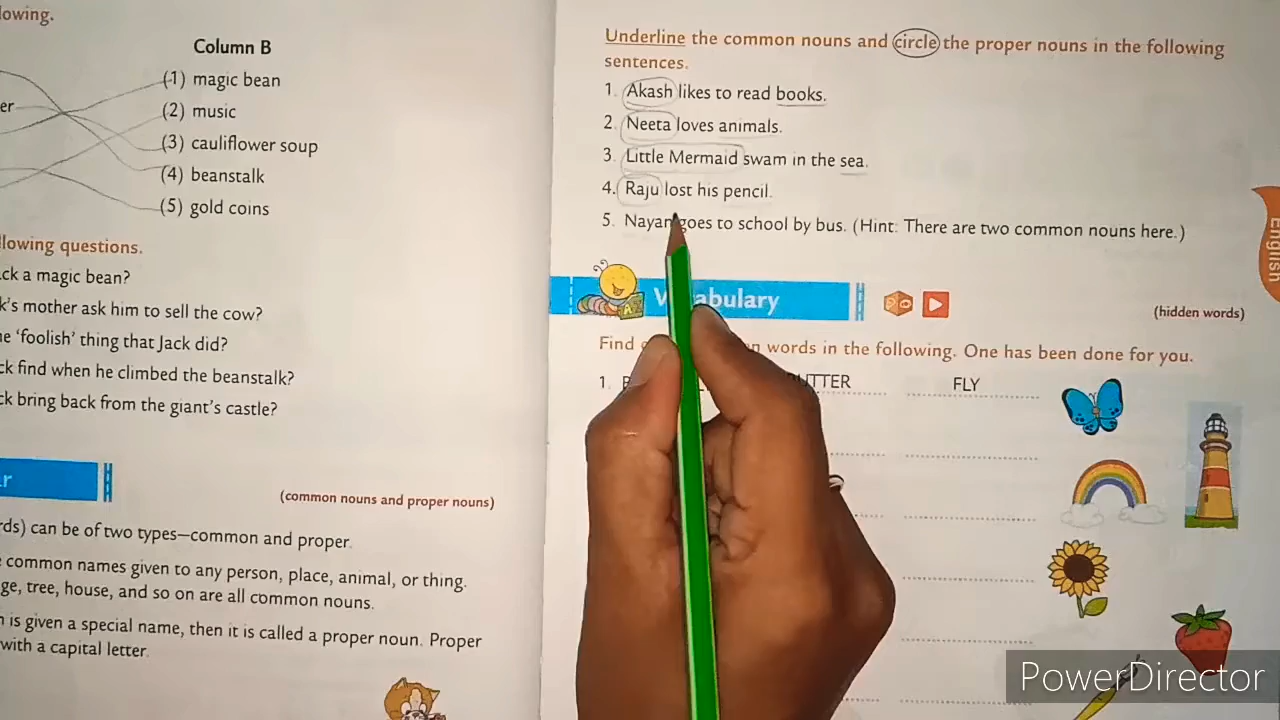 lowing.
Column B
(1) magic bean
er
(2) music
(3) cauliflower soup
(4) beanstalk
(5) gold coins
llowing questions.
ck a magic bean?
k's mother ask him to sell the cow?
e 'foolish' thing that Jack did?
ck find when he climbed the beanstalk?
ck bring back from the giant's castle?
r
(common nouns and proper nouns)
rds) can be of two types—common and proper.
e common names given to any person, place, animal, or thing.
ge, tree, house, and so on are all common nouns.
n is given a special name, then it is called a proper noun. Proper
with a capital letter.
Underline the common nouns and circle the proper nouns in the following
sentences.
1. Akash likes to read books.
2. Neeta loves animals.
3. Little Mermaid swam in the sea.
4. Raju lost his pencil.
5. Nayan goes to school by bus. (Hint: There are two common nouns here.)
Vocabulary
(hidden words)
Find words in the following. One has been done for you.
1. UTTER FLY
English
PowerDirector